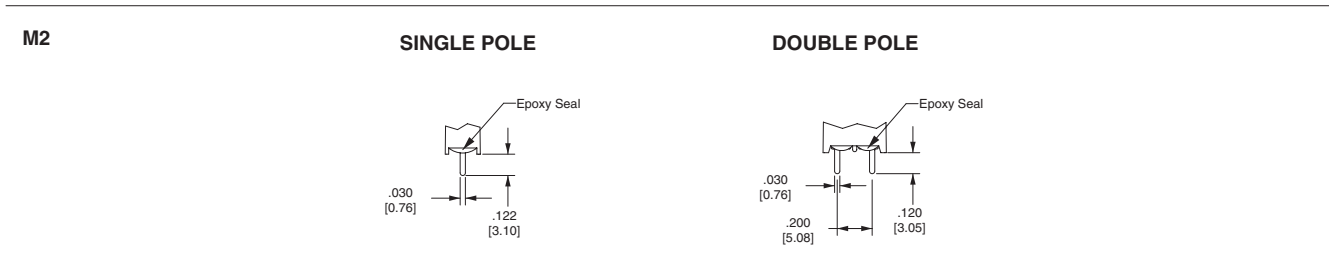 M2
SINGLE POLE
DOUBLE POLE
Epoxy Seal
.030
[0.76]
.122
[3.10]
Epoxy Seal
.030
[0.76]
.200
[5.08]
.120
[3.05]